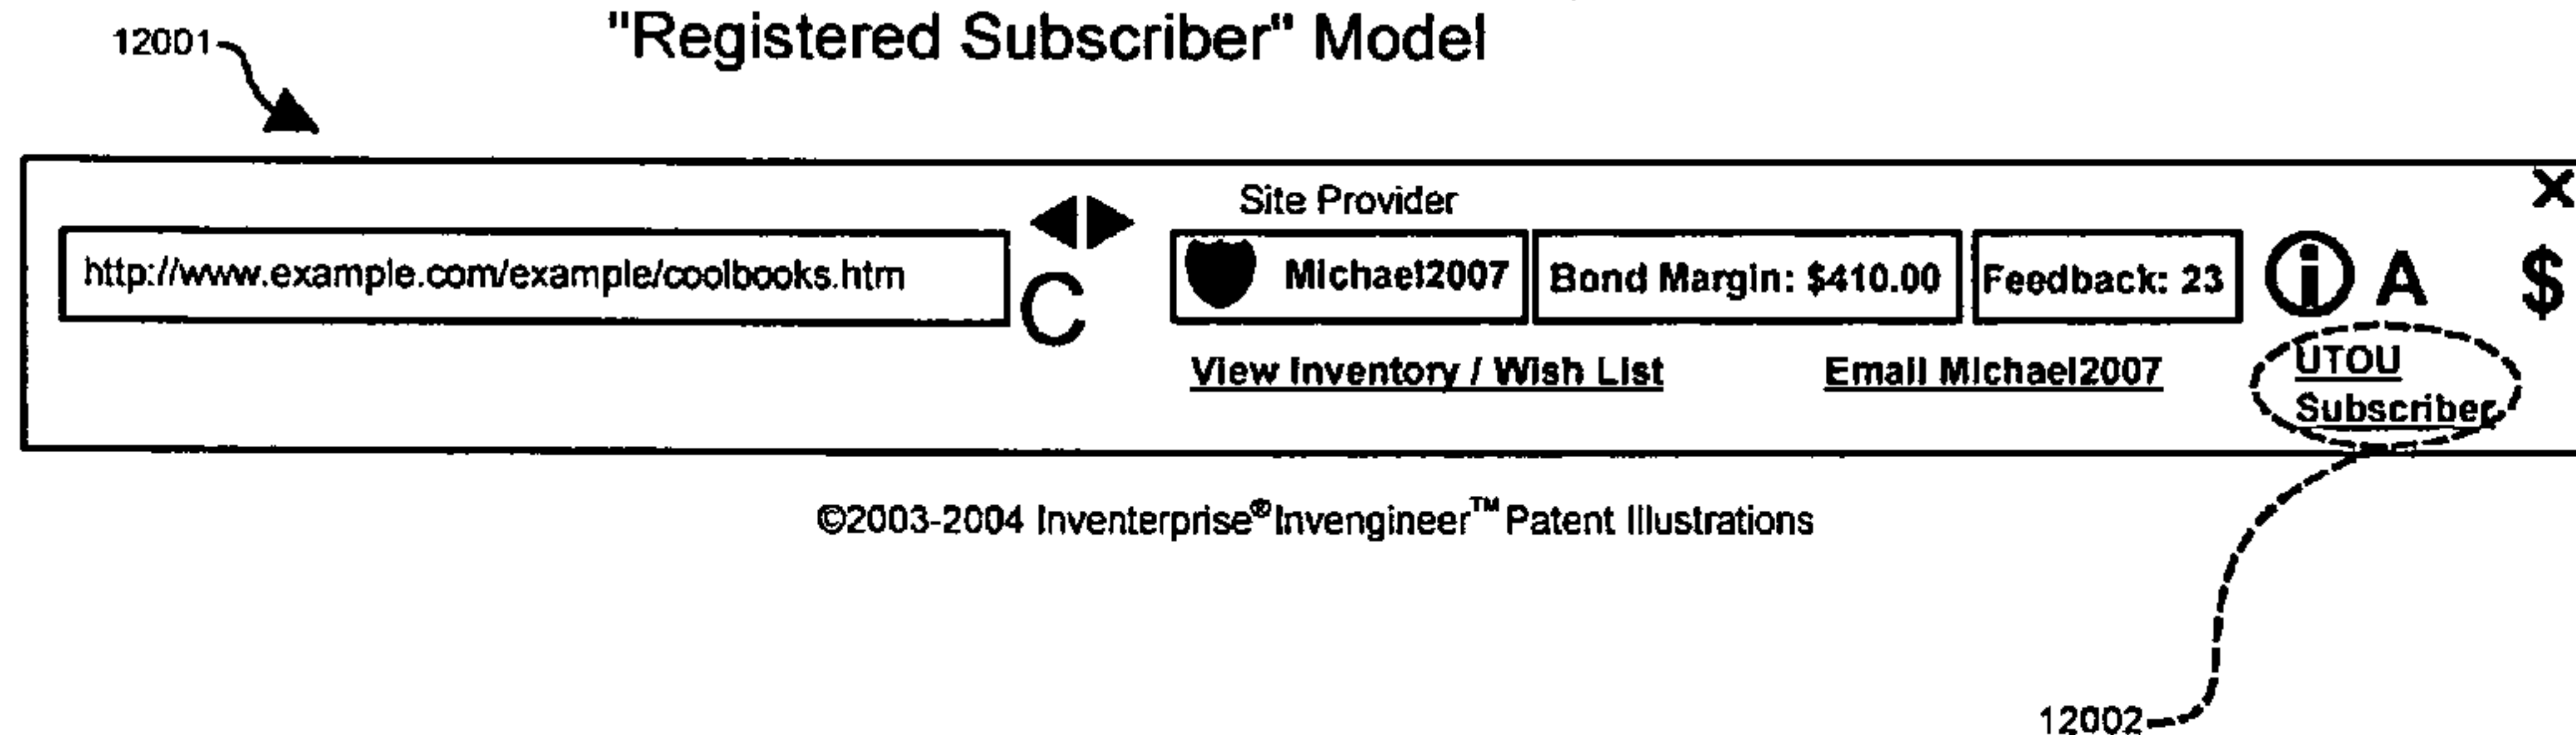 "Registered Subscriber" Model
12001
Site Provider
X
http://www.example.com/example/coolbooks.htm
C
Michael2007
Bond Margin: $410.00
Feedback: 23
i A $
View Inventory / Wish List
Email Michael2007
UTOU
Subscriber
©2003-2004 Inventerprise®Invengineer™ Patent Illustrations
12002